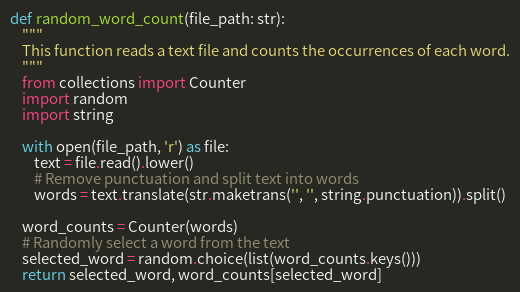 def random_word_count(file_path: str):
    """
    This function reads a text file and counts the occurrences of each word.
    """
    from collections import Counter
    import random
    import string

    with open(file_path, 'r') as file:
        text = file.read().lower()
        # Remove punctuation and split text into words
        words = text.translate(str.maketrans('', '', string.punctuation)).split()

    word_counts = Counter(words)
    # Randomly select a word from the text
    selected_word = random.choice(list(word_counts.keys()))
    return selected_word, word_counts[selected_word]